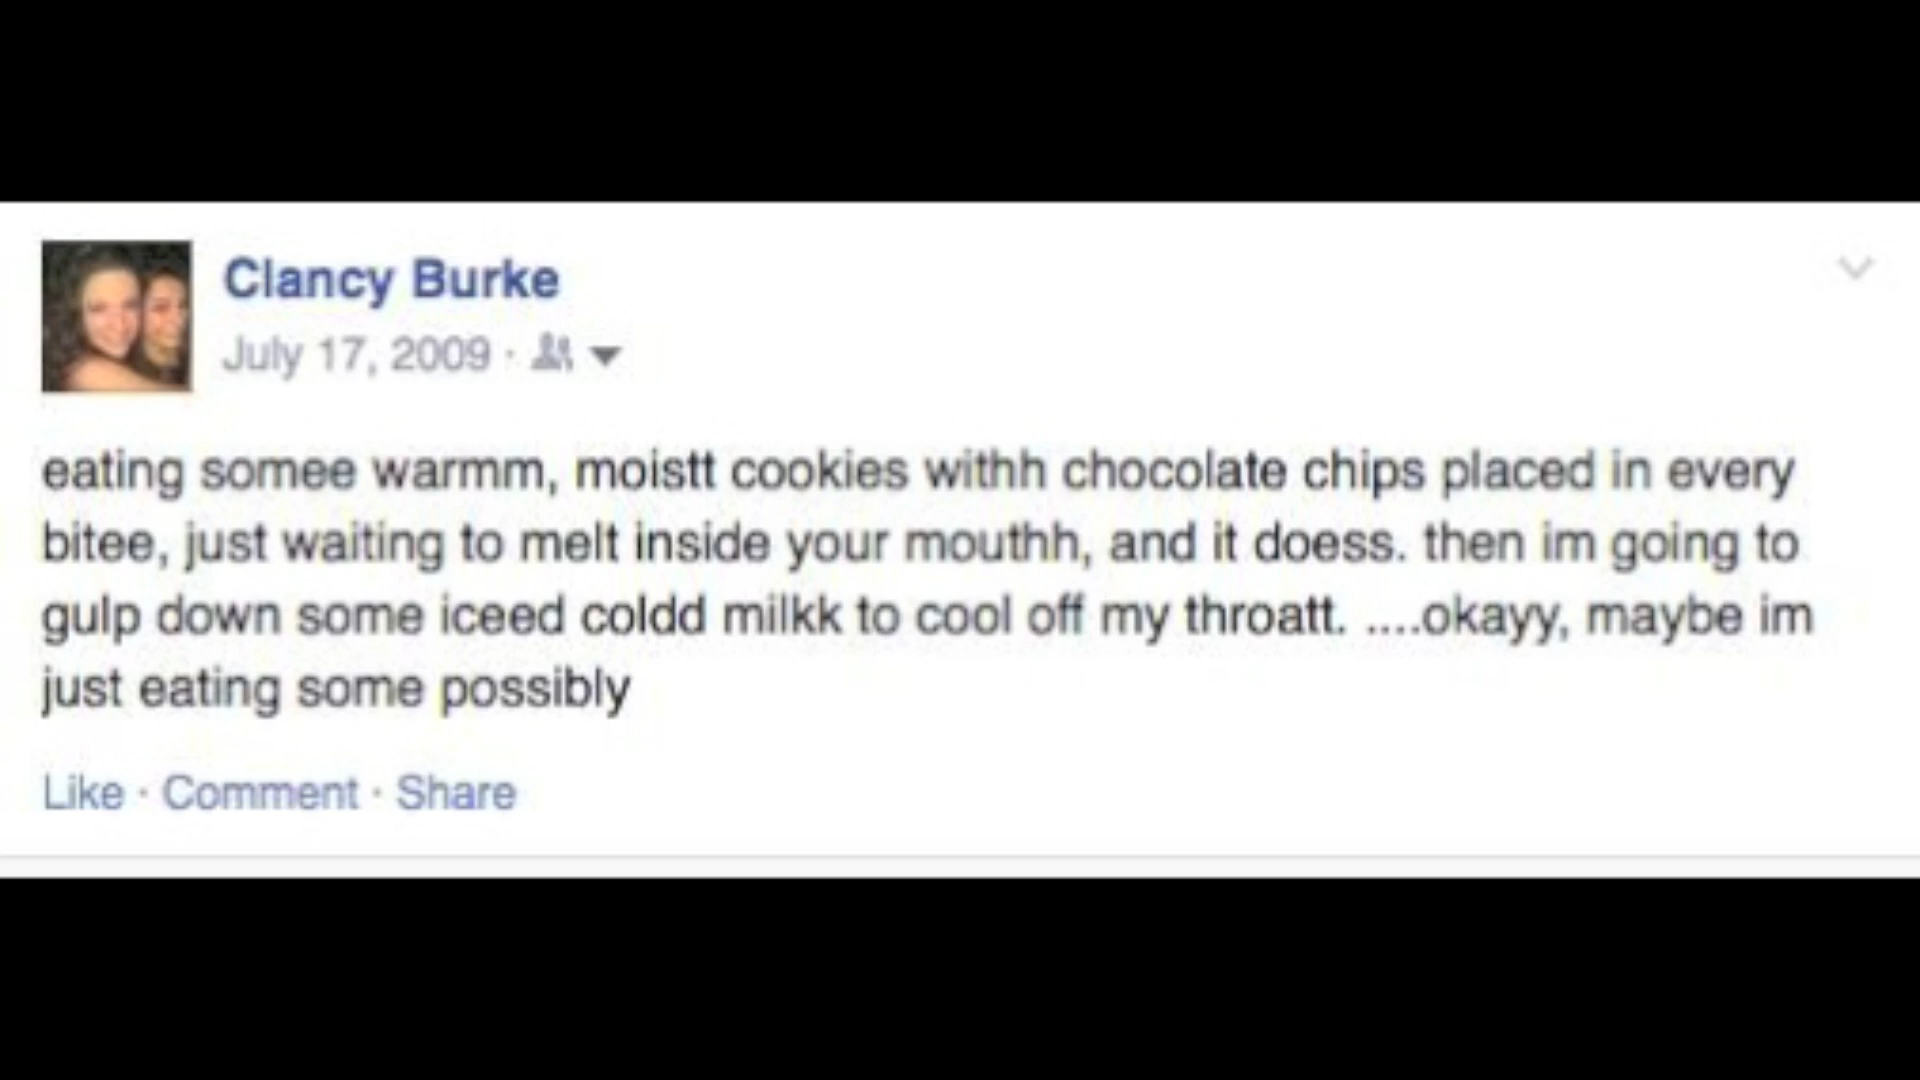 Clancy Burke
July 17, 2009 ·
eating somee warmm, moistt cookies withh chocolate chips placed in every
bitee, just waiting to melt inside your mouthh, and it doess. then im going to
gulp down some iceed coldd milkk to cool off my throatt. ....okayy, maybe im
just eating some possibly
Like · Comment · Share